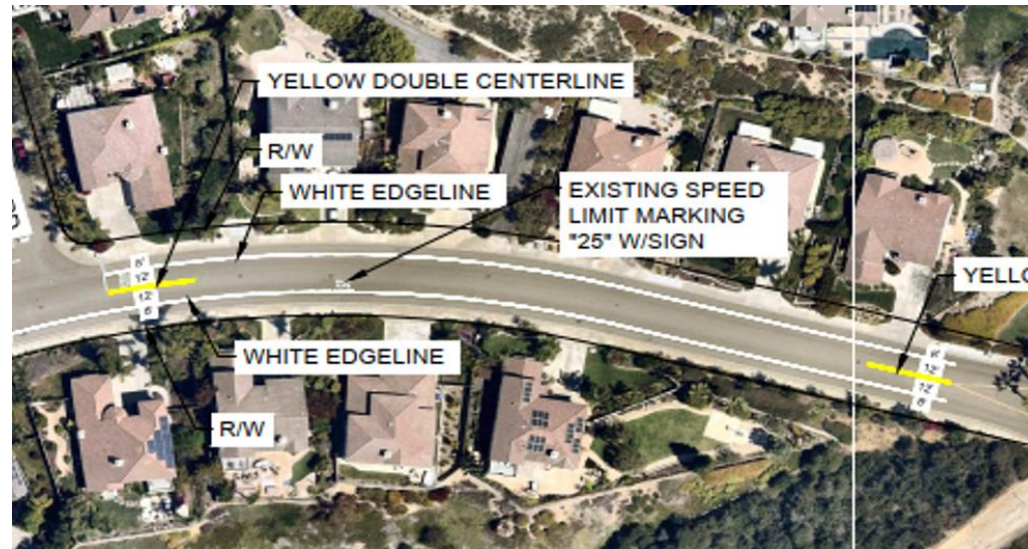 YELLOW DOUBLE CENTERLINE
R/W
WHITE EDGELINE
EXISTING SPEED
LIMIT MARKING
"25" W/SIGN
YELLO
8'
12'
12'
8'
8'
12'
12'
8'
WHITE EDGELINE
R/W